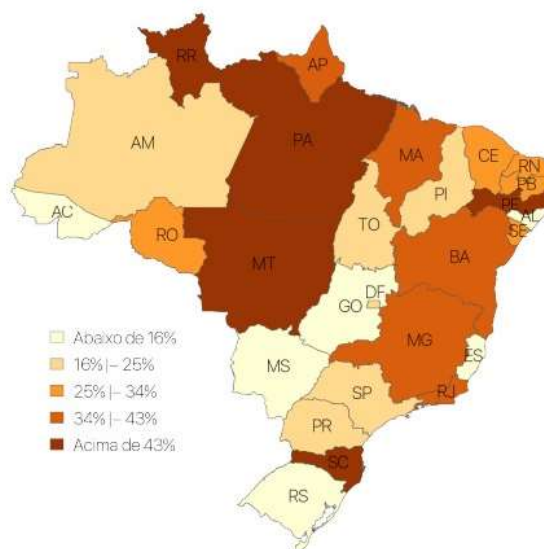 RR
AP
AM
PA
MA
CE
RN
PB
PI
PE
AL
SE
AC
RO
TO
MT
BA
DF
GO
MG
ES
MS
SP
RJ
PR
SC
RS
Abaixo de 16%
16% |– 25%
25% |– 34%
34% |– 43%
Acima de 43%